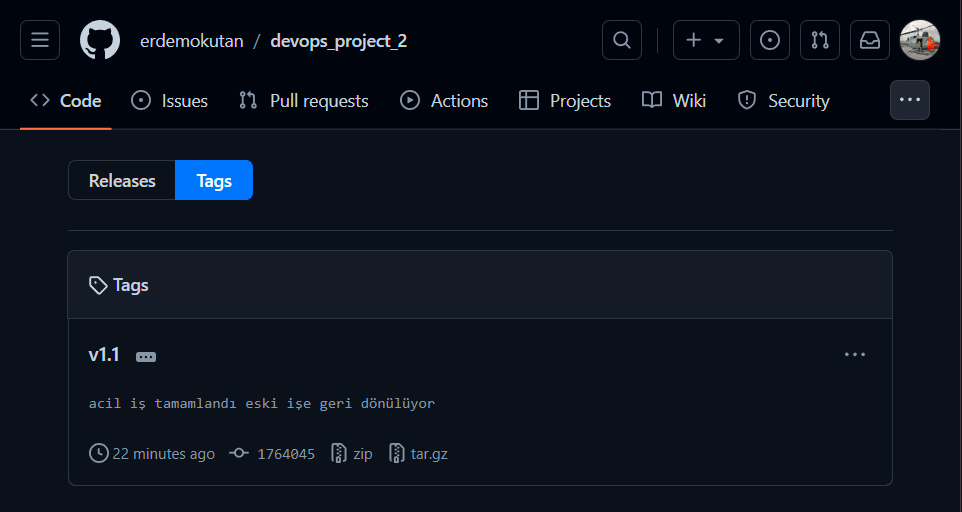 erdemokutan / devops_project_2
Code Issues Pull requests Actions Projects Wiki Security
Releases Tags
Tags
v1.1
acil iş tamamlandı eski işe geri dönülüyor
22 minutes ago 1764045 zip tar.gz